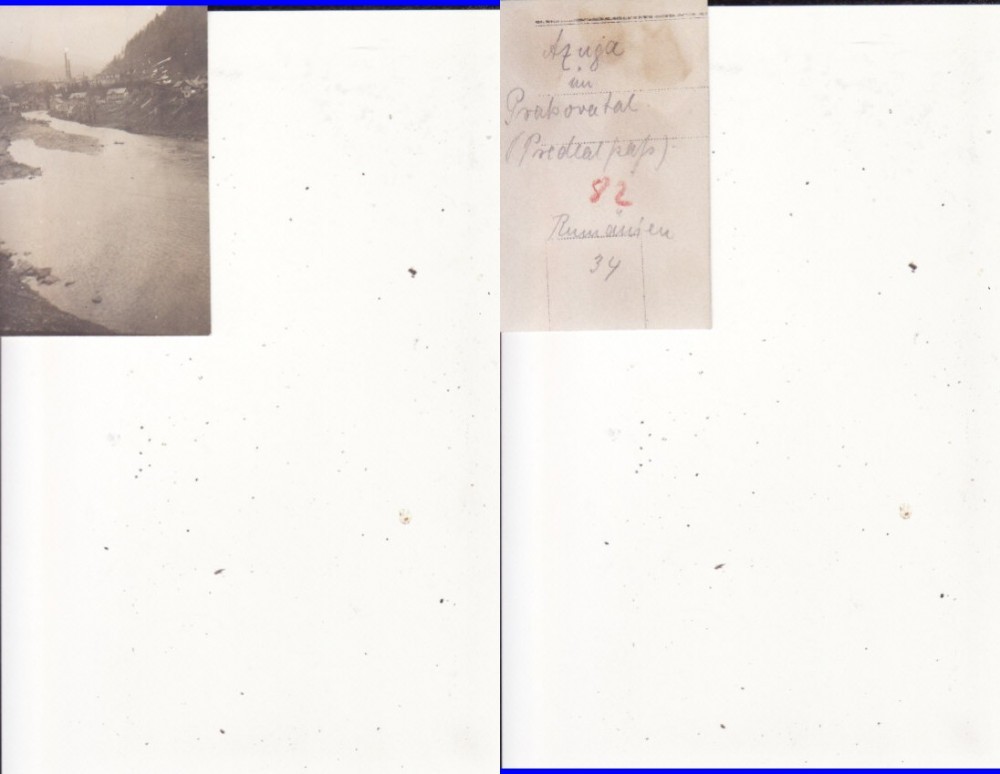 Azuga
im
Prahovatal
(Predealpaß)
82
Rumänien
34